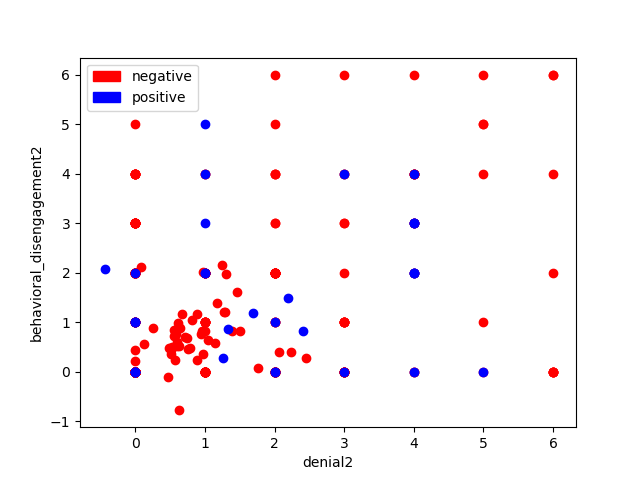 negative
positive
6
5
4
3
2
1
0
−1
behavioral_disengagement2
0 1 2 3 4 5 6
denial2